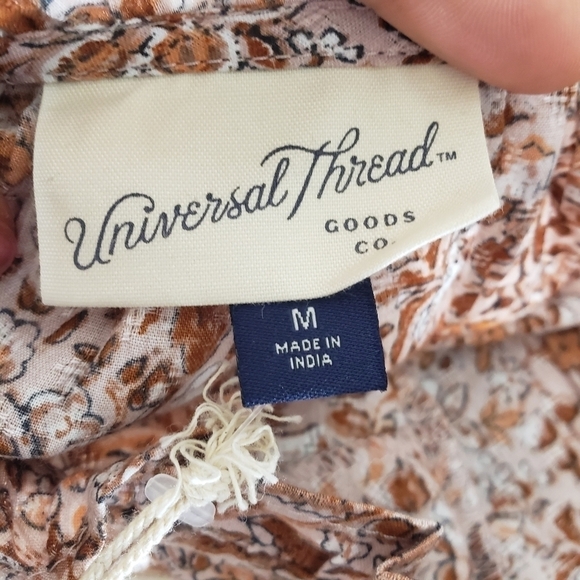 Universal Thread™
GOODS
CO.
M
MADE IN
INDIA